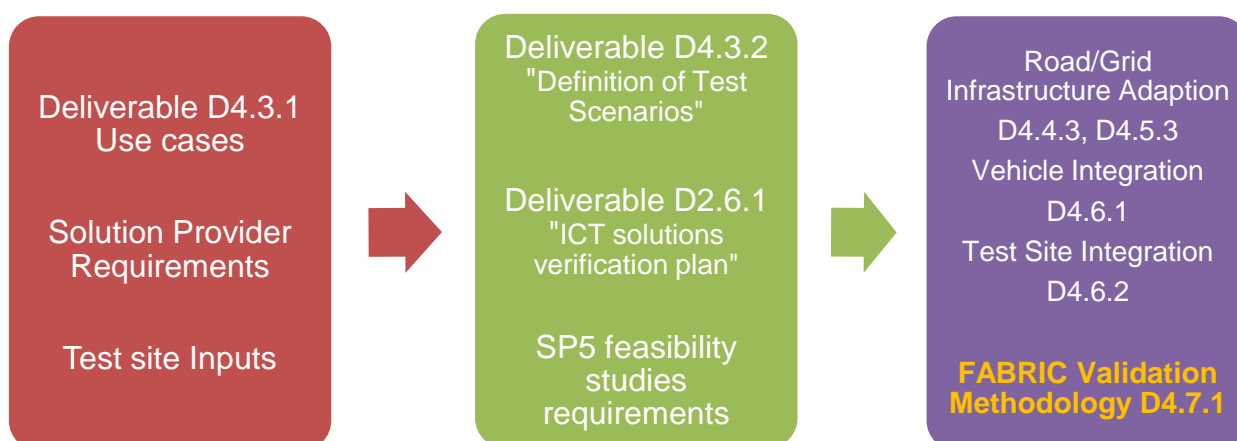 Deliverable D4.3.1
Use cases
Solution Provider
Requirements
Test site Inputs
Deliverable D4.3.2
"Definition of Test
Scenarios"
Deliverable D2.6.1
"ICT solutions
verification plan"
SP5 feasibility
studies
requirements
Road/Grid
Infrastructure Adaption
D4.4.3, D4.5.3
Vehicle Integration
D4.6.1
Test Site Integration
D4.6.2
FABRIC Validation
Methodology D4.7.1